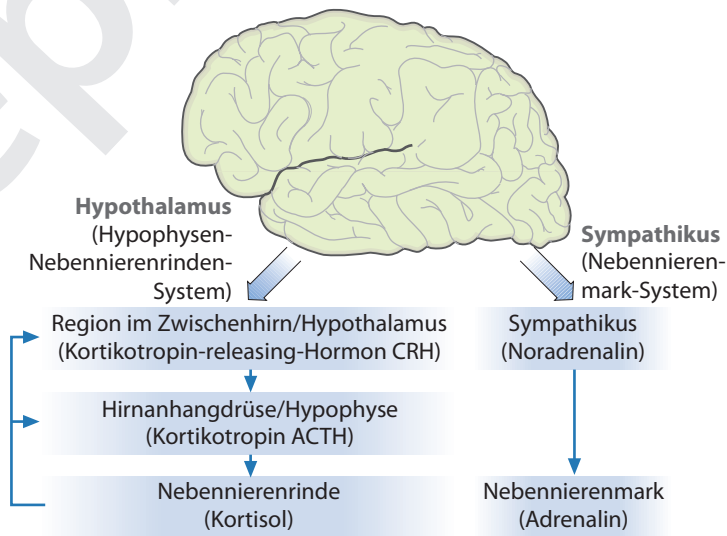 Hypothalamus
(Hypophysen-
Nebennierenrinden-
System)
Sympathikus
(Nebennieren-
mark-System)
Region im Zwischenhirn/Hypothalamus
(Kortikotropin-releasing-Hormon CRH)
Hirnanhangdrüse/Hypophyse
(Kortikotropin ACTH)
Nebennierenrinde
(Kortisol)
Sympathikus
(Noradrenalin)
Nebennierenmark
(Adrenalin)